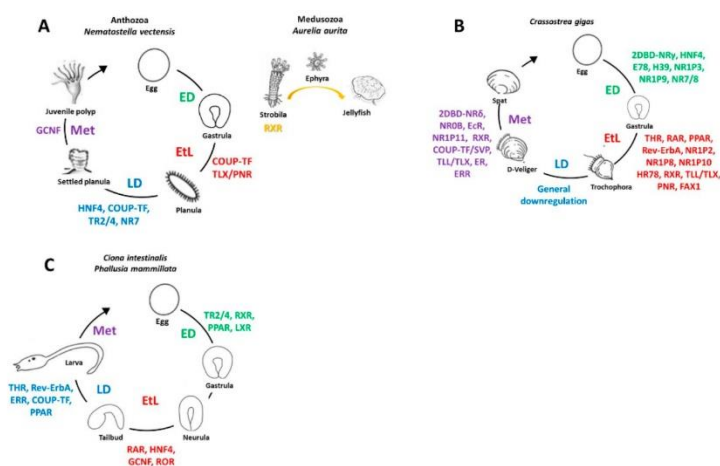 A
Anthozoa
Nematostella vectensis
Egg
ED
Gastrula
EtL
COUP-TF
TLX/PNR
Planula
LD
HNF4, COUP-TF,
TR2/4, NR7
Settled planula
GCNF
Met
Juvenile polyp
Medusozoa
Aurelia aurita
Ephyra
Strobila
RXR
Jellyfish
B
Crassostrea gigas
Egg
2DBD-NRγ, HNF4,
E78, H39, NR1P3,
NR1P9, NR7/8
ED
Gastrula
EtL
THR, RAR, PPAR,
Rev-ErbA, NR1P2,
NR1P8, NR1P10
HR78, RXR, TLL/TLX,
PNR, FAX1
Trochophora
LD
General
downregulation
D-Veliger
2DBD-NRδ,
NR0B, EcR,
NR1P11, RXR,
COUP-TF/SVP,
TLL/TLX, ER,
ERR
Met
Spat
C
Ciona intestinalis
Phallusia mammillata
Egg
TR2/4, RXR,
PPAR, LXR
ED
Gastrula
Neurula
EtL
RAR, HNF4,
GCNF, ROR
Tailbud
LD
THR, Rev-ErbA,
ERR, COUP-TF,
PPAR
Larva
Met